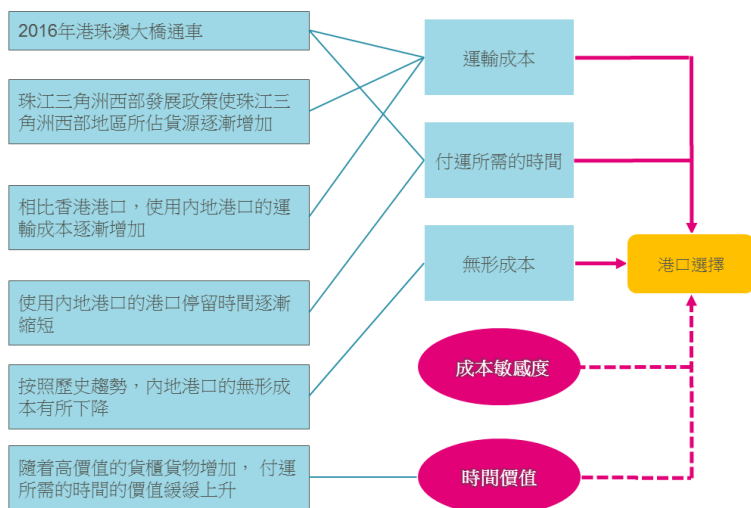 2016年港珠澳大橋通車
珠江三角洲西部發展政策使珠江三
角洲西部地區所佔貨源逐漸增加
相比香港港口，使用內地港口的運
輸成本逐漸增加
使用內地港口的港口停留時間逐漸
縮短
按照歷史趨勢，內地港口的無形成
本有所下降
隨着高價值的貨櫃貨物增加， 付運
所需的時間的價值緩緩上升
運輸成本
付運所需的時間
無形成本
成本敏感度
時間價值
港口選擇